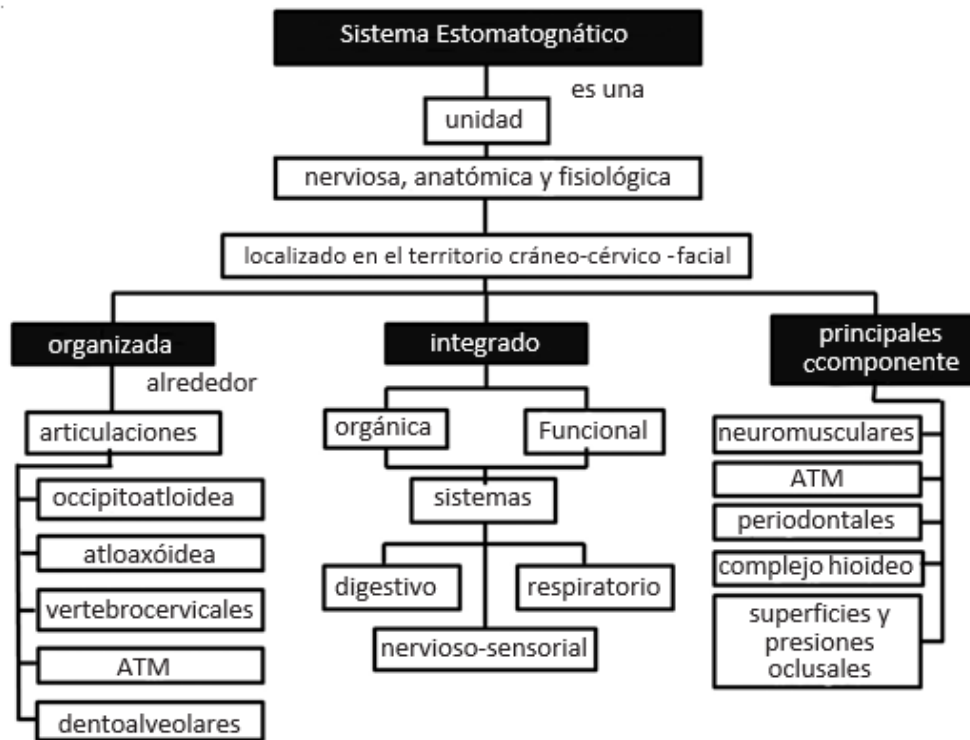 Sistema Estomatognático
es una
unidad
nerviosa, anatómica y fisiológica
localizado en el territorio cráneo-cérvico -facial
organizada
alrededor
articulaciones
occipitoatloidea
atloaxóidea
vertebrocervicales
ATM
dentoalveolares
integrado
orgánica
Funcional
sistemas
digestivo
respiratorio
nervioso-sensorial
principales
ccomponente
neuromusculares
ATM
periodontales
complejo hioideo
superficies y
presiones
oclusales